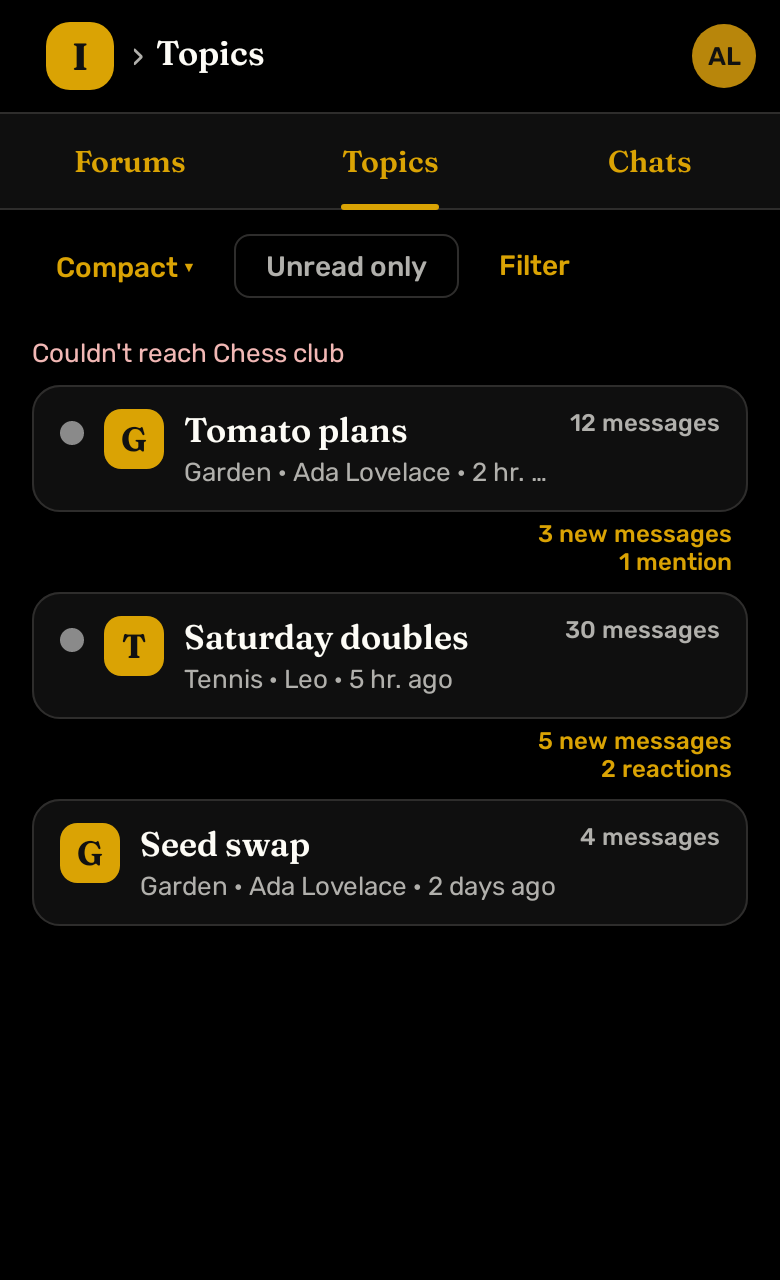 I › Topics AL
Forums Topics Chats
Compact ▾ Unread only Filter
Couldn't reach Chess club
G Tomato plans 12 messages
Garden • Ada Lovelace • 2 hr. …
3 new messages
1 mention
T Saturday doubles 30 messages
Tennis • Leo • 5 hr. ago
5 new messages
2 reactions
G Seed swap 4 messages
Garden • Ada Lovelace • 2 days ago